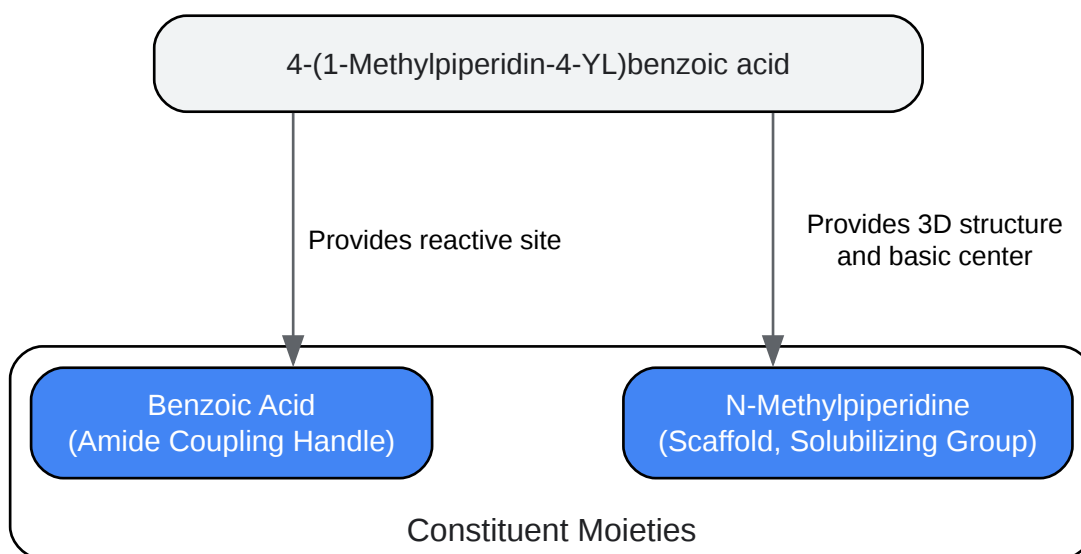 4-(1-Methylpiperidin-4-YL)benzoic acid
Provides reactive site
Provides 3D structure
and basic center
Benzoic Acid
(Amide Coupling Handle)
N-Methylpiperidine
(Scaffold, Solubilizing Group)
Constituent Moieties